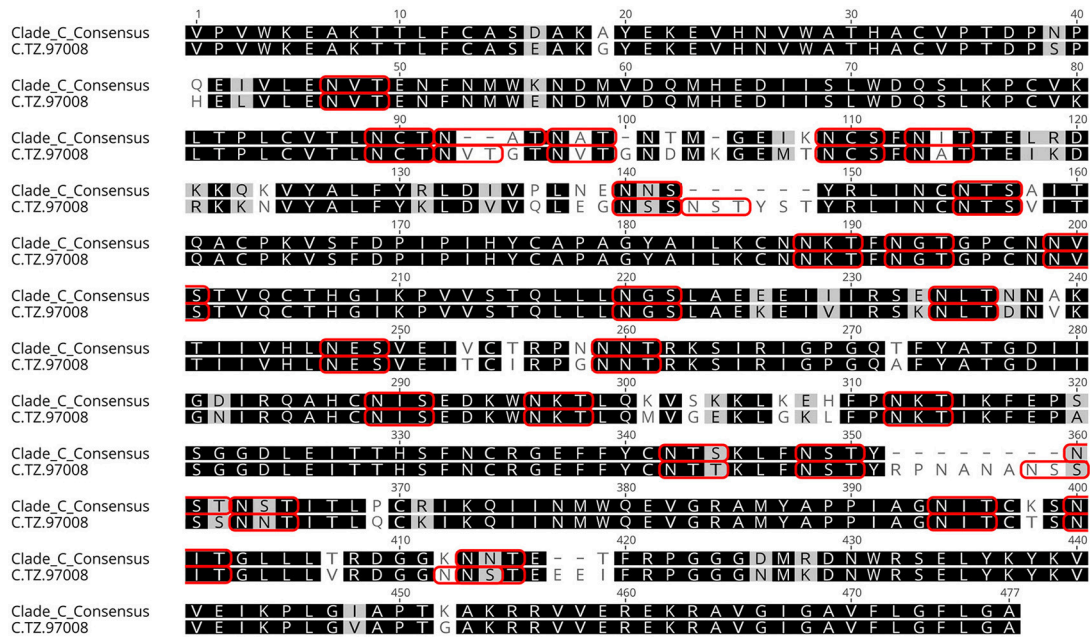 1 10 20 30 40
Clade_C_Consensus V P V W K E A K T T L F C A S D A K A Y E K E V H N V W A T H A C V P T D P N P
C.TZ.97008 V P V W K E A K T T L F C A S E A K G Y E K E V H N V W A T H A C V P T D P S P
50 60 70 80
Clade_C_Consensus Q E I V L E N V T E N F N M W K N D M V D Q M H E D I I S L W D Q S L K P C V K
C.TZ.97008 H E L V L E N V T E N F N M W E N D M V D Q M H E D I I S L W D Q S L K P C V K
90 100 110 120
Clade_C_Consensus L T P L C V T L N C T N - - A T N A T - N T M - G E I K N C S F N I T T E L R D
C.TZ.97008 L T P L C V T L N C T N V T G T N V T G N D M K G E M T N C S F N A T T E I K D
130 140 150 160
Clade_C_Consensus K K Q K V Y A L F Y R L D I V P L N E N N S - - - - - - Y R L I N C N T S A I T
C.TZ.97008 R K K N V Y A L F Y K L D V V Q L E G N S S N S T Y S T Y R L I N C N T S V I T
170 180 190 200
Clade_C_Consensus Q A C P K V S F D P I P I H Y C A P A G Y A I L K C N N K T F N G T G P C N N V
C.TZ.97008 Q A C P K V S F D P I P I H Y C A P A G Y A I L K C N N K T F N G T G P C N N V
210 220 230 240
Clade_C_Consensus S T V Q C T H G I K P V V S T Q L L L N G S L A E E E I I I R S E N L T N N A K
C.TZ.97008 S T V Q C T H G I K P V V S T Q L L L N G S L A E K E I V I R S K N L T D N V K
250 260 270 280
Clade_C_Consensus T I I V H L N E S V E I V C T R P N N N T R K S I R I G P G Q T F Y A T G D I I
C.TZ.97008 T I I V H L N E S V E I T C I R P G N N T R K S I R I G P G Q A F Y A T G D I I
290 300 310 320
Clade_C_Consensus G D I R Q A H C N I S E D K W N K T L Q K V S K K L K E H F P N K T I K F E P S
C.TZ.97008 G N I R Q A H C N I S E D K W N K T L Q M V G E K L G K L F P N K T I K F E P A
330 340 350 360
Clade_C_Consensus S G G D L E I T T H S F N C R G E F F Y C N T S K L F N S T Y - - - - - - - - N
C.TZ.97008 S G G D L E I T T H S F N C R G E F F Y C N T T K L F N S T Y R P N A N A N S S
370 380 390 400
Clade_C_Consensus S T N S T I T L P C R I K Q I I N M W Q E V G R A M Y A P P I A G N I T C K S N
C.TZ.97008 S S N N T I T L Q C K I K Q I I N M W Q E V G R A M Y A P P I A G N I T C T S N
410 420 430 440
Clade_C_Consensus I T G L L L T R D G G K N N T E - - T F R P G G G D M R D N W R S E L Y K Y K V
C.TZ.97008 I T G L L L V R D G G N N S T E E E I F R P G G G N M K D N W R S E L Y K Y K V
450 460 470 477
Clade_C_Consensus V E I K P L G I A P T K A K R R V V E R E K R A V G I G A V F L G F L G A
C.TZ.97008 V E I K P L G V A P T G A K R R V V E R E K R A V G I G A V F L G F L G A